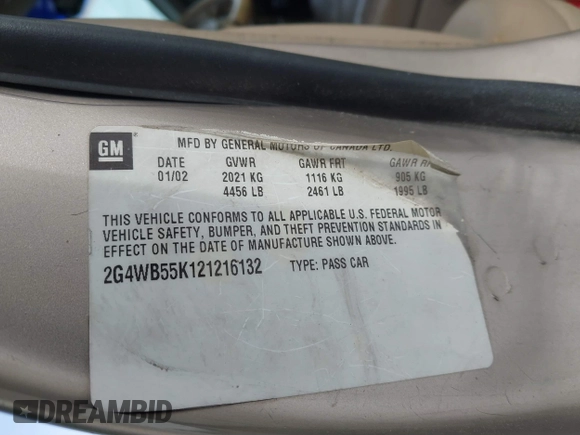 GM
MFD BY GENERAL MOTORS OF CANADA LTD.
DATE GVWR GAWR FRT GAWR RR
01/02 2021 KG 1116 KG 905 KG
4456 LB 2461 LB 1995 LB
THIS VEHICLE CONFORMS TO ALL APPLICABLE U.S. FEDERAL MOTOR
VEHICLE SAFETY, BUMPER, AND THEFT PREVENTION STANDARDS IN
EFFECT ON THE DATE OF MANUFACTURE SHOWN ABOVE.
2G4WB55K121216132 TYPE: PASS CAR
DREAMBID